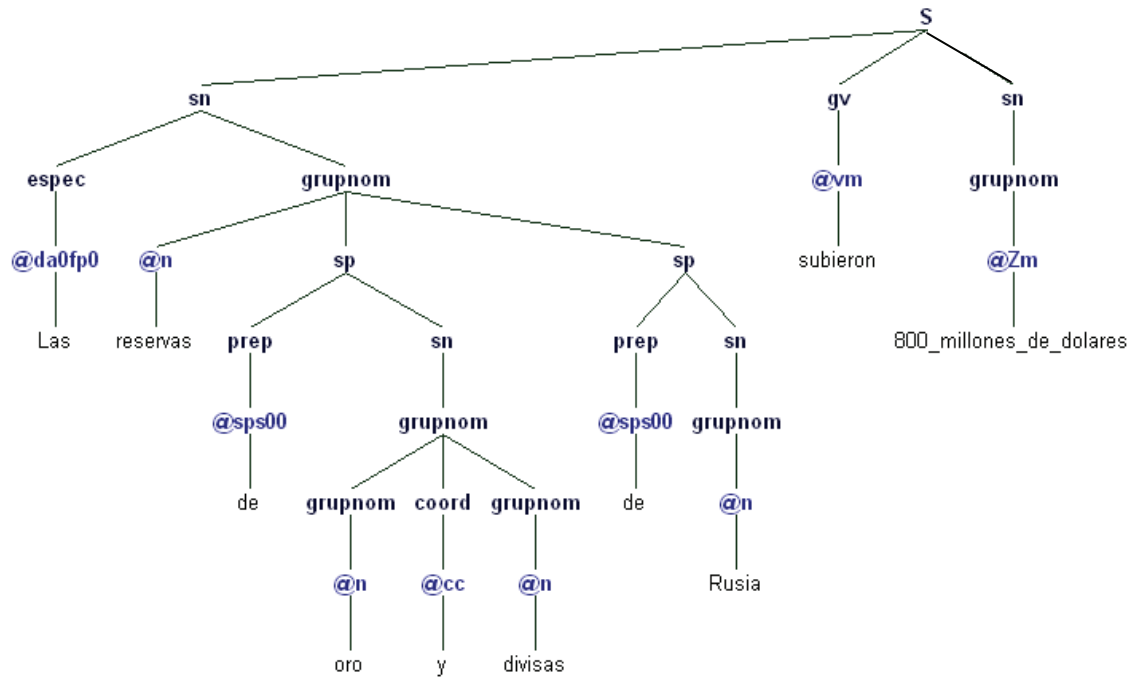 S
sn gv sn
espec grupnom @vm grupnom
@da0fp0 @n sp sp subieron @Zm
Las reservas prep sn prep sn 800_millones_de_dolares
@sps00 grupnom @sps00 grupnom
de grupnom coord grupnom de @n
@n @cc @n Rusia
oro y divisas